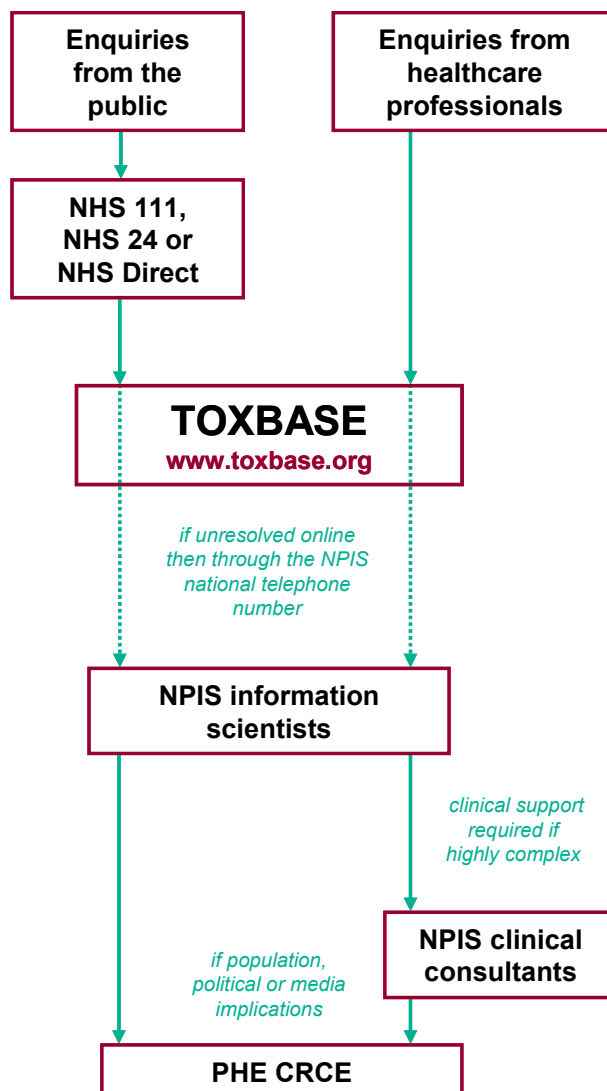 Enquiries
from the
public
Enquiries from
healthcare
professionals
NHS 111,
NHS 24 or
NHS Direct
TOXBASE
www.toxbase.org
if unresolved online
then through the NPIS
national telephone
number
NPIS information
scientists
clinical support
required if
highly complex
NPIS clinical
consultants
if population,
political or media
implications
PHE CRCE